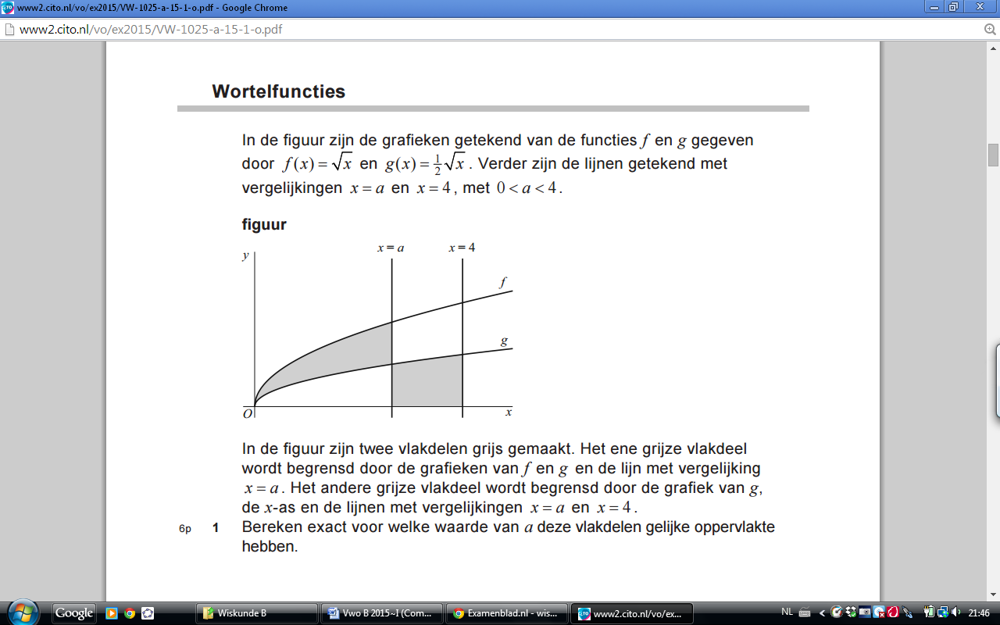 www2.cito.nl/vo/ex2015/VW-1025-a-15-1-o.pdf - Google Chrome
www2.cito.nl/vo/ex2015/VW-1025-a-15-1-o.pdf
Wortelfuncties
In de figuur zijn de grafieken getekend van de functies f en g gegeven
door f(x) = √x en g(x) = ½√x. Verder zijn de lijnen getekend met
vergelijkingen x = a en x = 4, met 0 < a < 4.
figuur
x = a x = 4
y
f
g
O x
In de figuur zijn twee vlakdelen grijs gemaakt. Het ene grijze vlakdeel
wordt begrensd door de grafieken van f en g en de lijn met vergelijking
x = a. Het andere grijze vlakdeel wordt begrensd door de grafiek van g,
de x-as en de lijnen met vergelijkingen x = a en x = 4.
6p 1 Bereken exact voor welke waarde van a deze vlakdelen gelijke oppervlakte
hebben.
Google Wiskunde B Vwo B 2015~I (Com... Examenblad.nl - wis... www2.cito.nl/vo/ex... NL 21:46